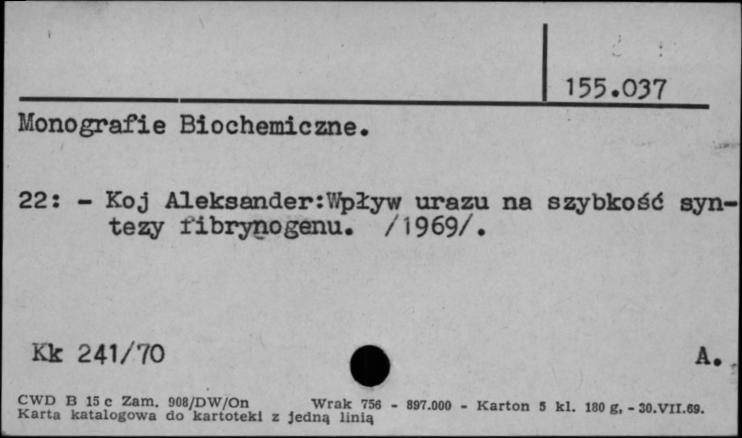 155.037
Monografie Biochemiczne.
22: - Koj Aleksander:Wpływ urazu na szybkość syn-
tezy fibrynogenu. /1969/.
Kk 241/70 A.
CWD B 15 c Zam. 908/DW/On Wrak 756 - 897.000 - Karton 5 kl. 180 g, - 30.VII.69.
Karta katalogowa do kartoteki z jedną linią